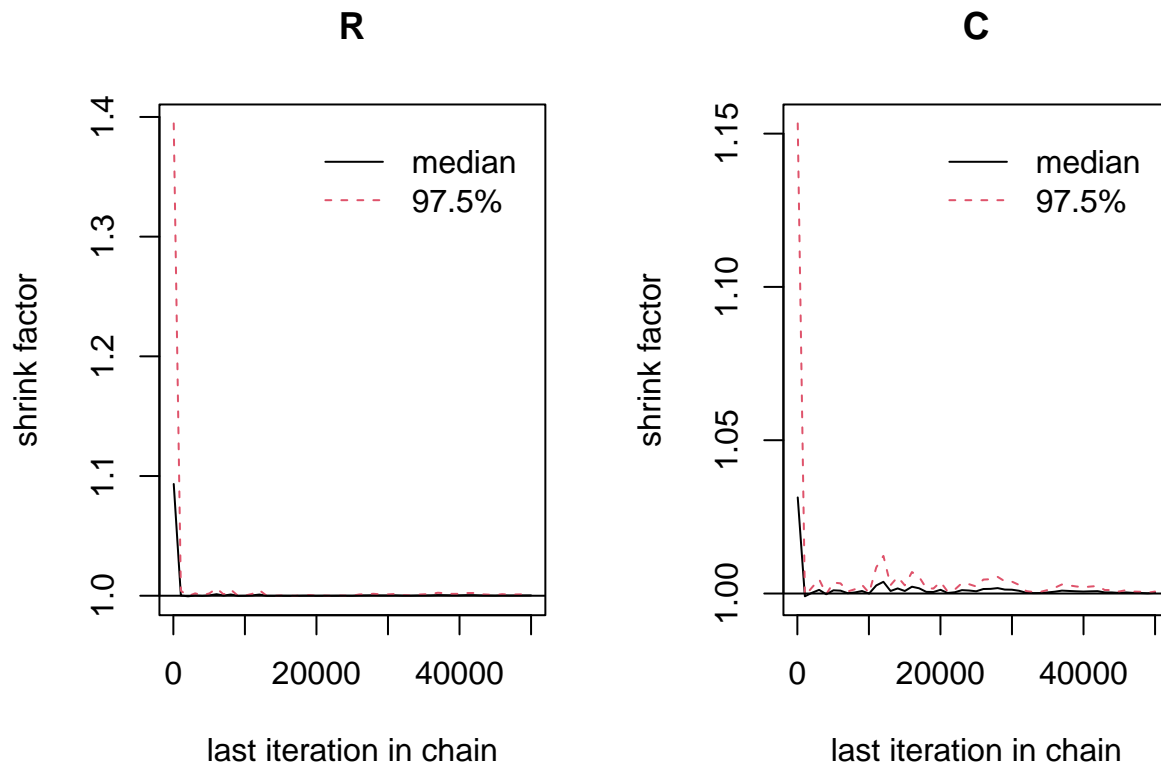 R
shrink factor
1.0 1.1 1.2 1.3 1.4
median
97.5%
0 20000 40000
last iteration in chain
C
shrink factor
1.00 1.05 1.10 1.15
median
97.5%
0 20000 40000
last iteration in chain